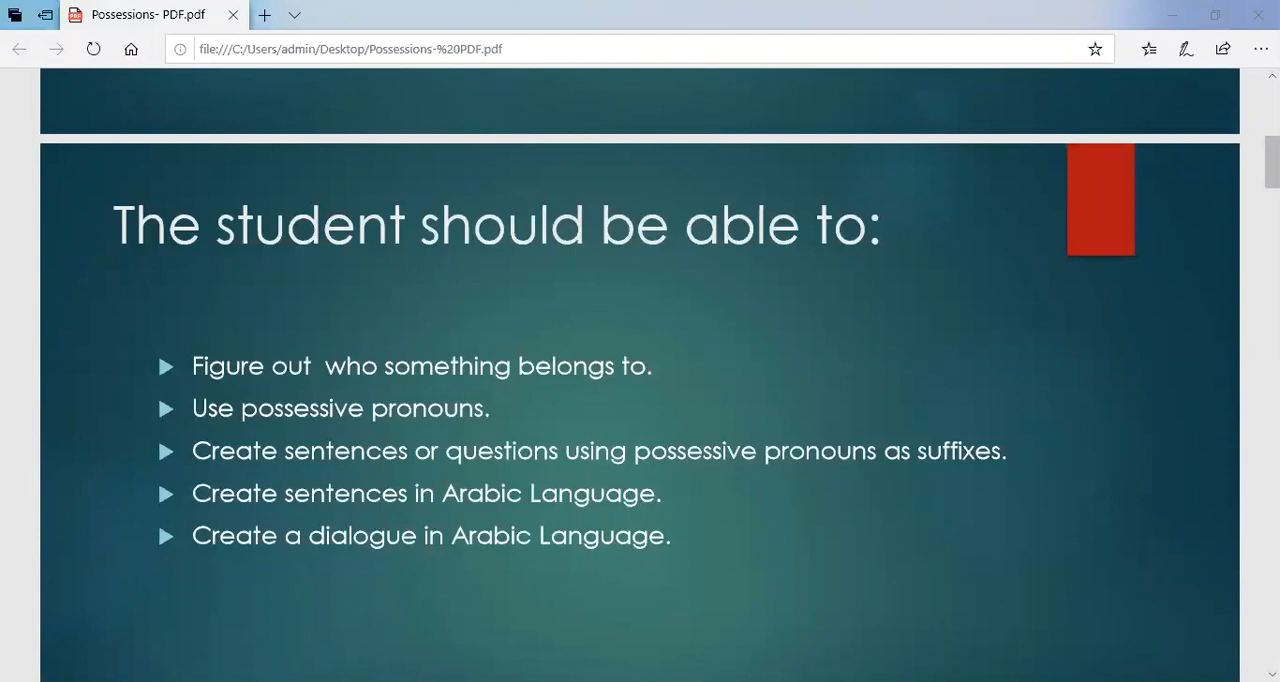 Possessions- PDF.pdf
file:///C:/Users/admin/Desktop/Possessions-%20PDF.pdf
The student should be able to:
Figure out who something belongs to.
Use possessive pronouns.
Create sentences or questions using possessive pronouns as suffixes.
Create sentences in Arabic Language.
Create a dialogue in Arabic Language.